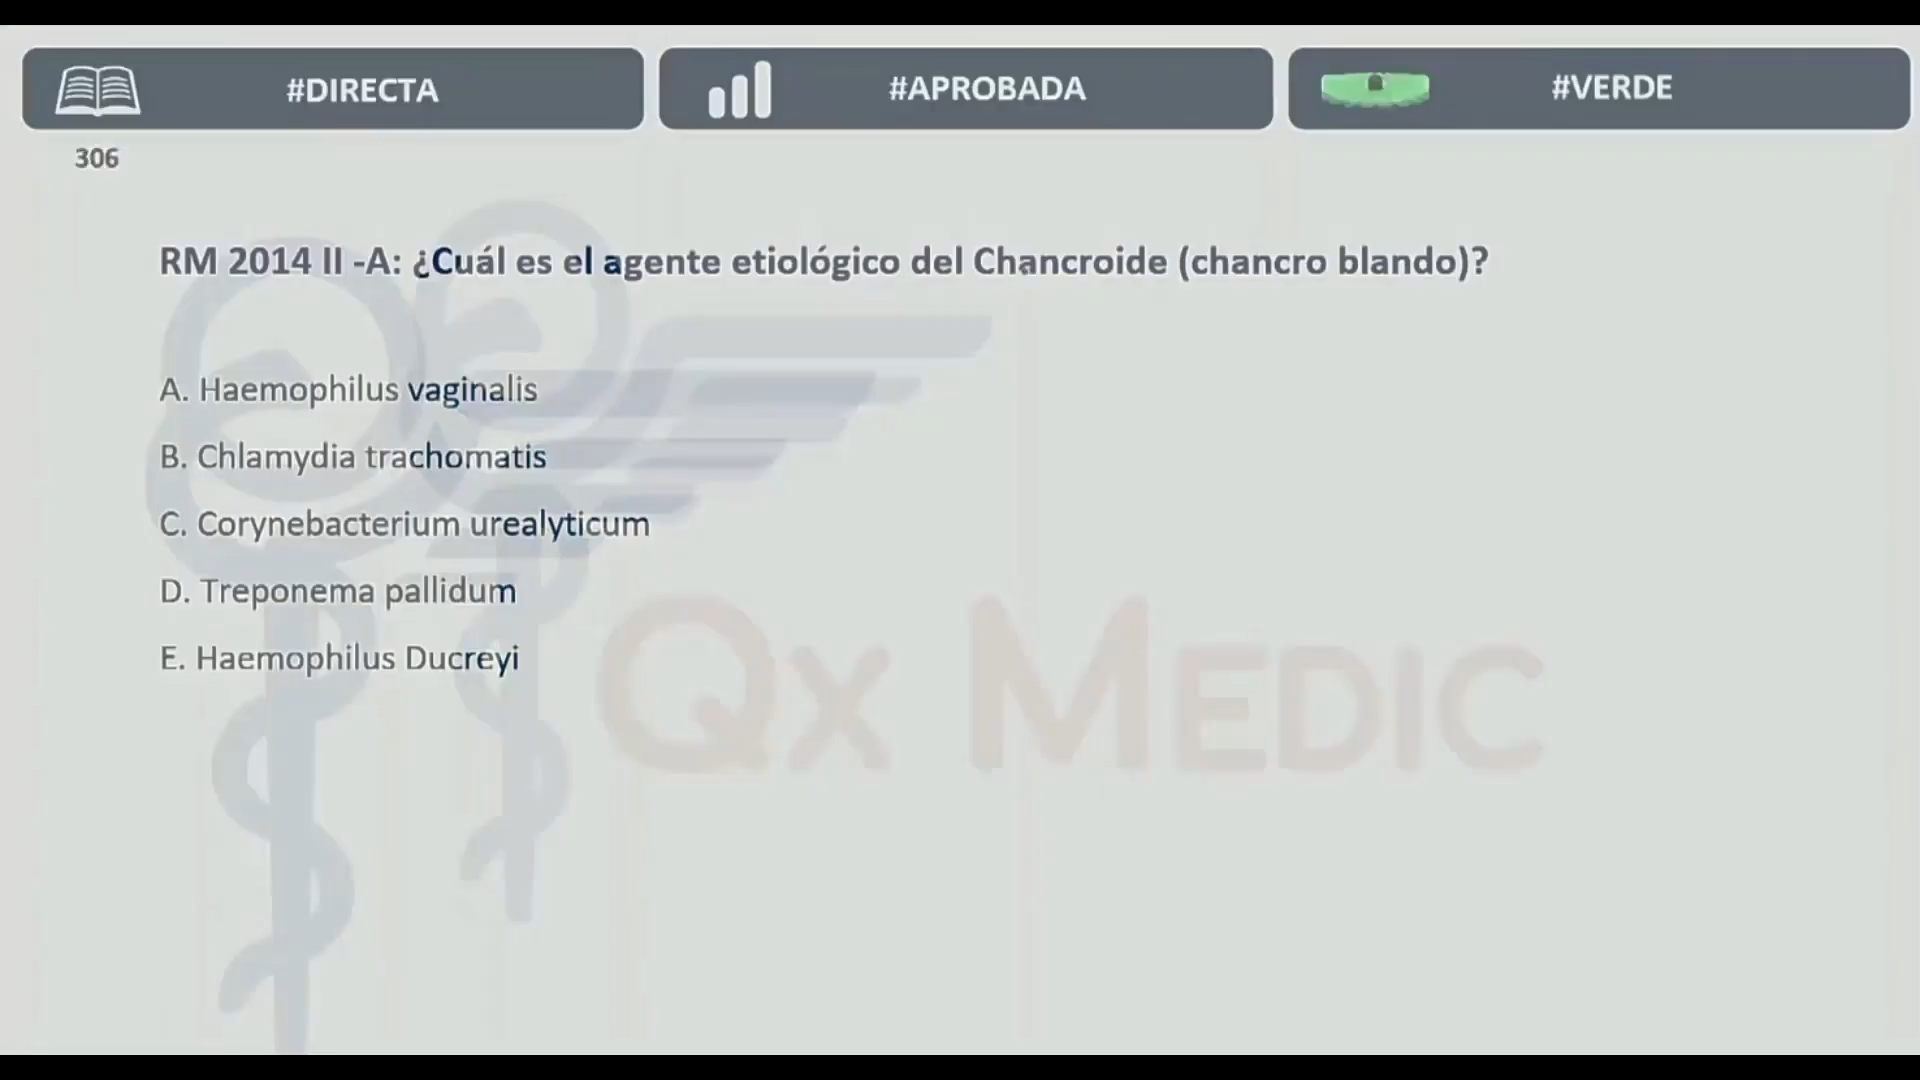 #DIRECTA
#APROBADA
#VERDE
306
RM 2014 II -A: ¿Cuál es el agente etiológico del Chancroide (chancro blando)?
A. Haemophilus vaginalis
B. Chlamydia trachomatis
C. Corynebacterium urealyticum
D. Treponema pallidum
E. Haemophilus Ducreyi
QX MEDIC